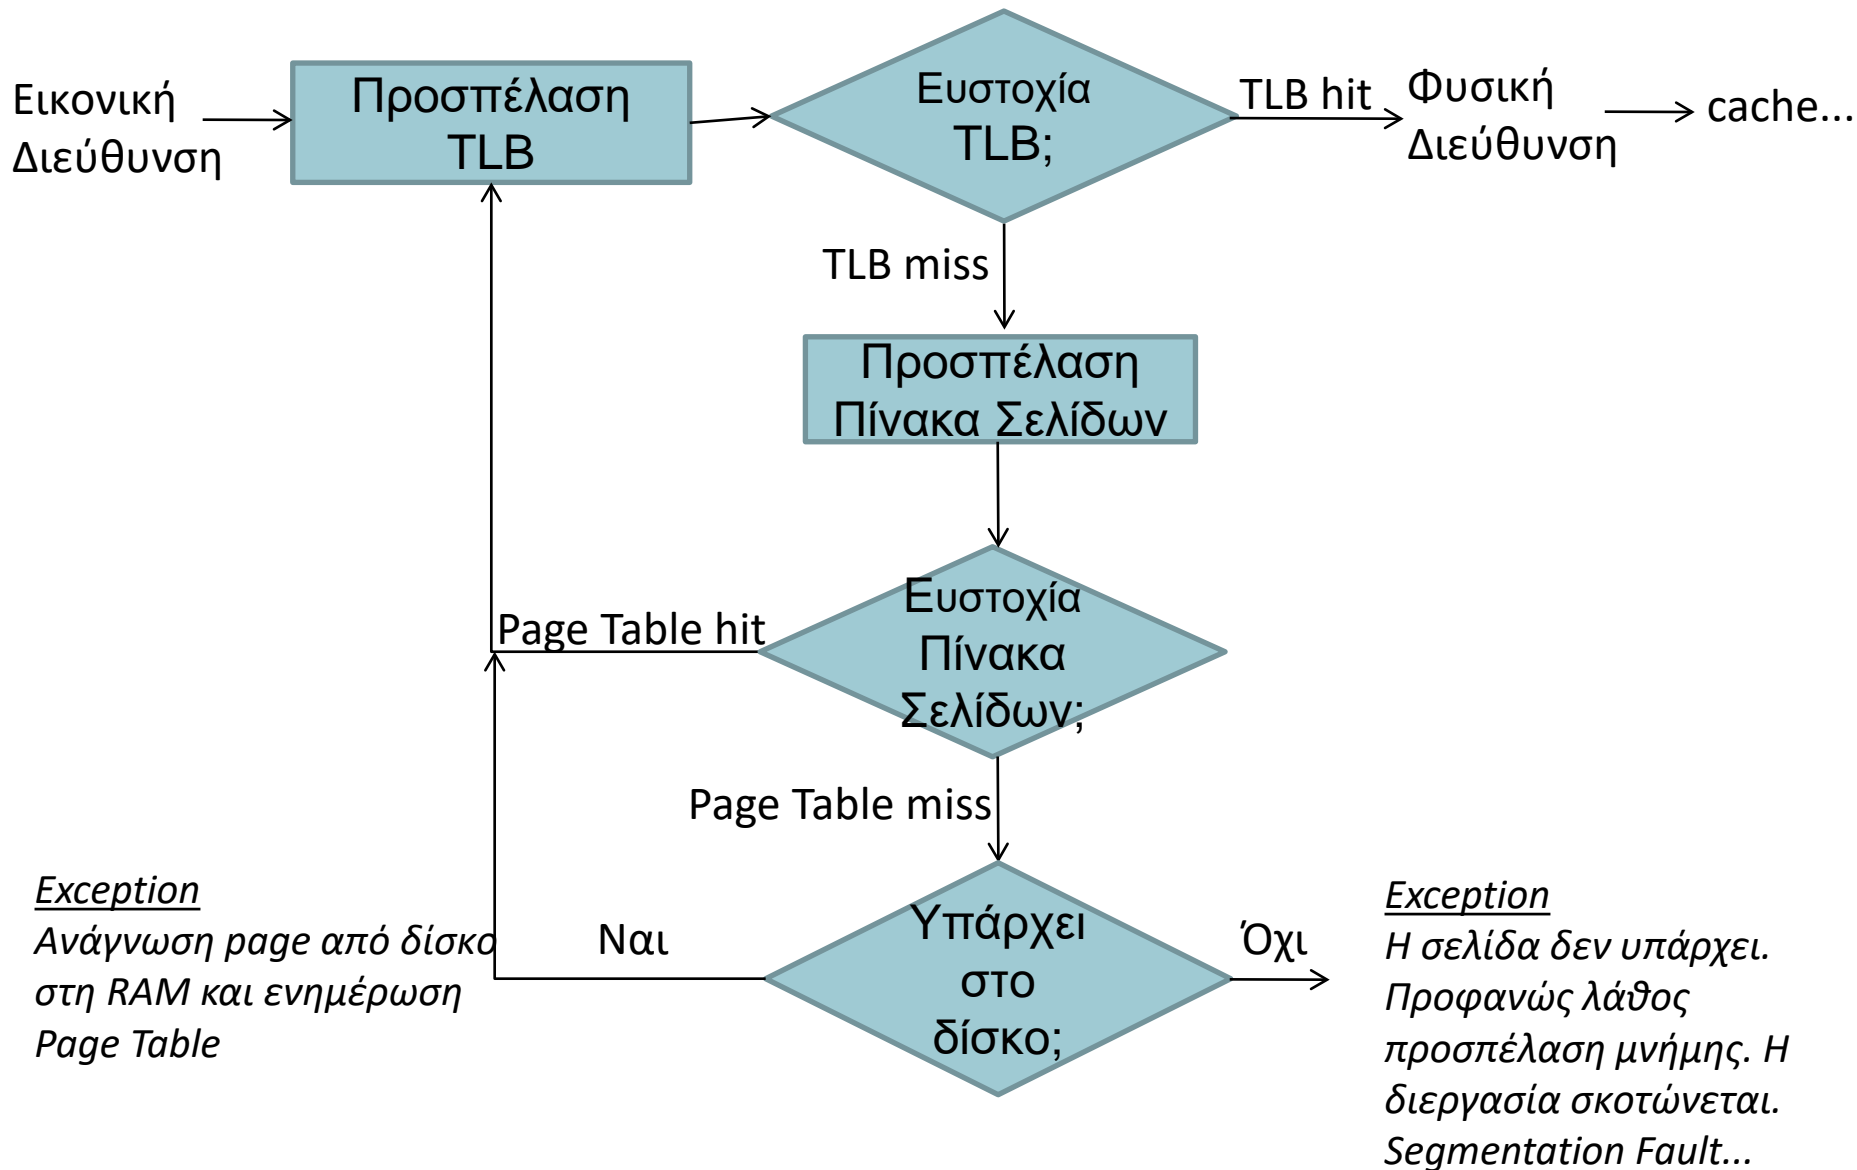 Εικονική
Διεύθυνση
Προσπέλαση
TLB
Ευστοχία
TLB;
TLB hit
Φυσική
Διεύθυνση
cache...
TLB miss
Προσπέλαση
Πίνακα Σελίδων
Ευστοχία
Πίνακα
Σελίδων;
Page Table hit
Page Table miss
Υπάρχει
στο
δίσκο;
Ναι
Όχι
Exception
Ανάγνωση page από δίσκο
στη RAM και ενημέρωση
Page Table
Exception
Η σελίδα δεν υπάρχει.
Προφανώς λάθος
προσπέλαση μνήμης. Η
διεργασία σκοτώνεται.
Segmentation Fault...